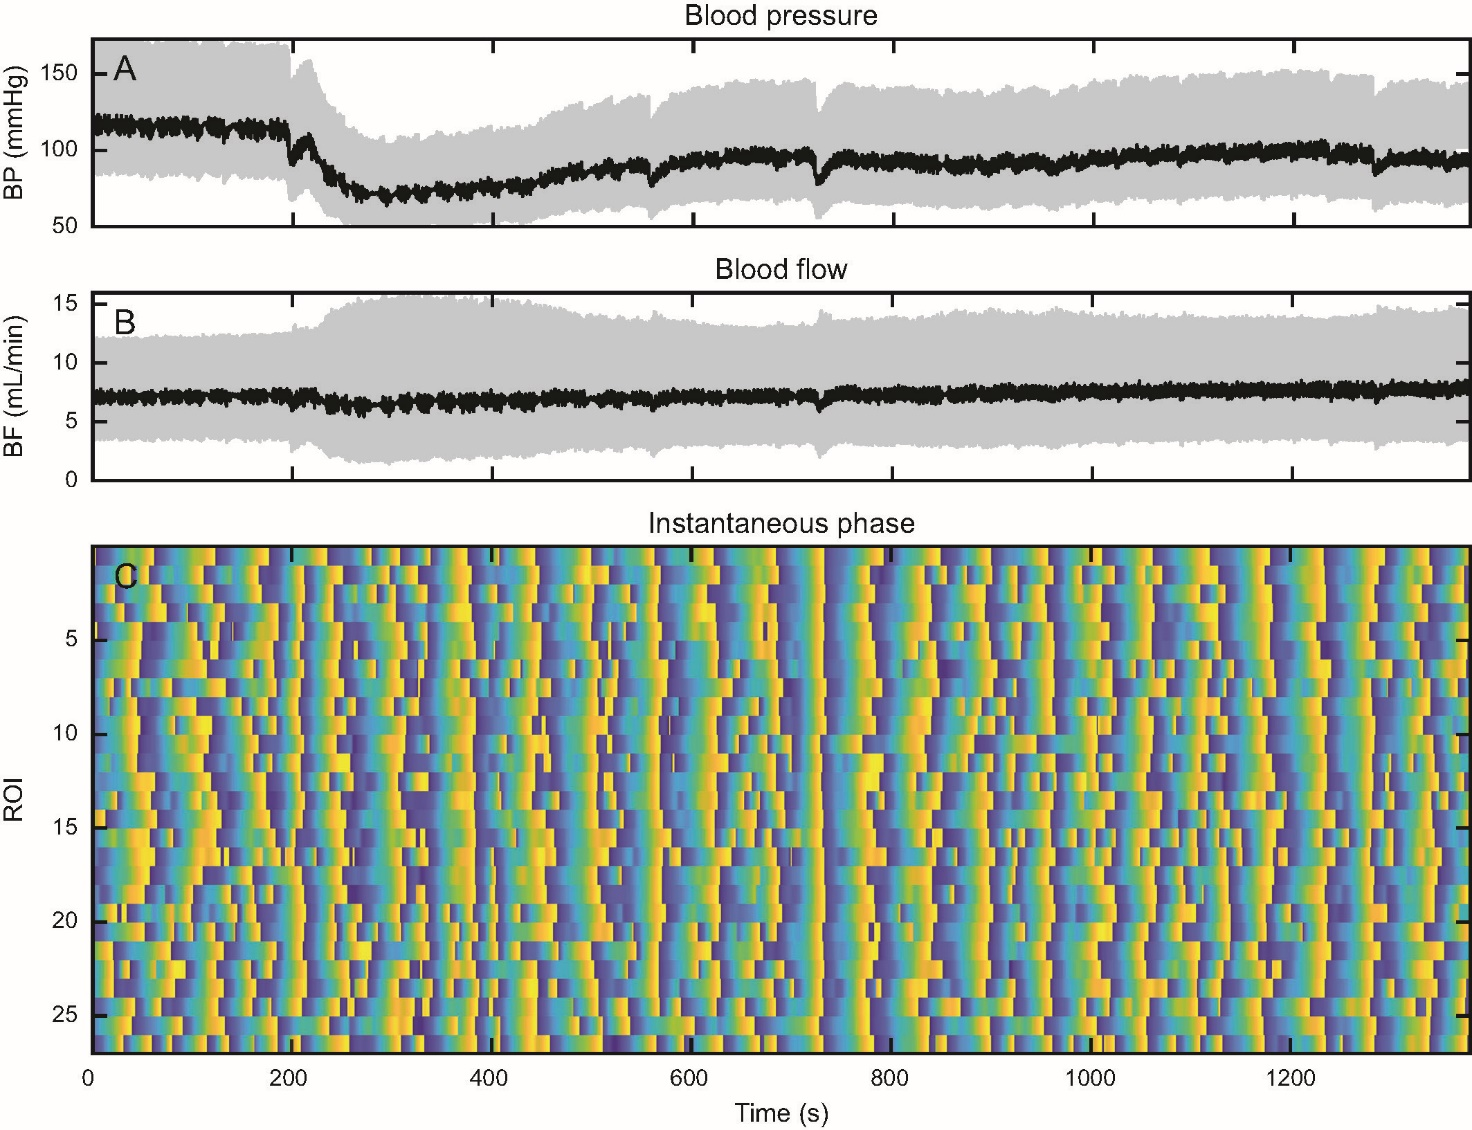 Blood pressure
A
BP (mmHg)
150
100
50
Blood flow
B
BF (mL/min)
15
10
5
0
Instantaneous phase
C
ROI
5
10
15
20
25
0 200 400 600 800 1000 1200
Time (s)